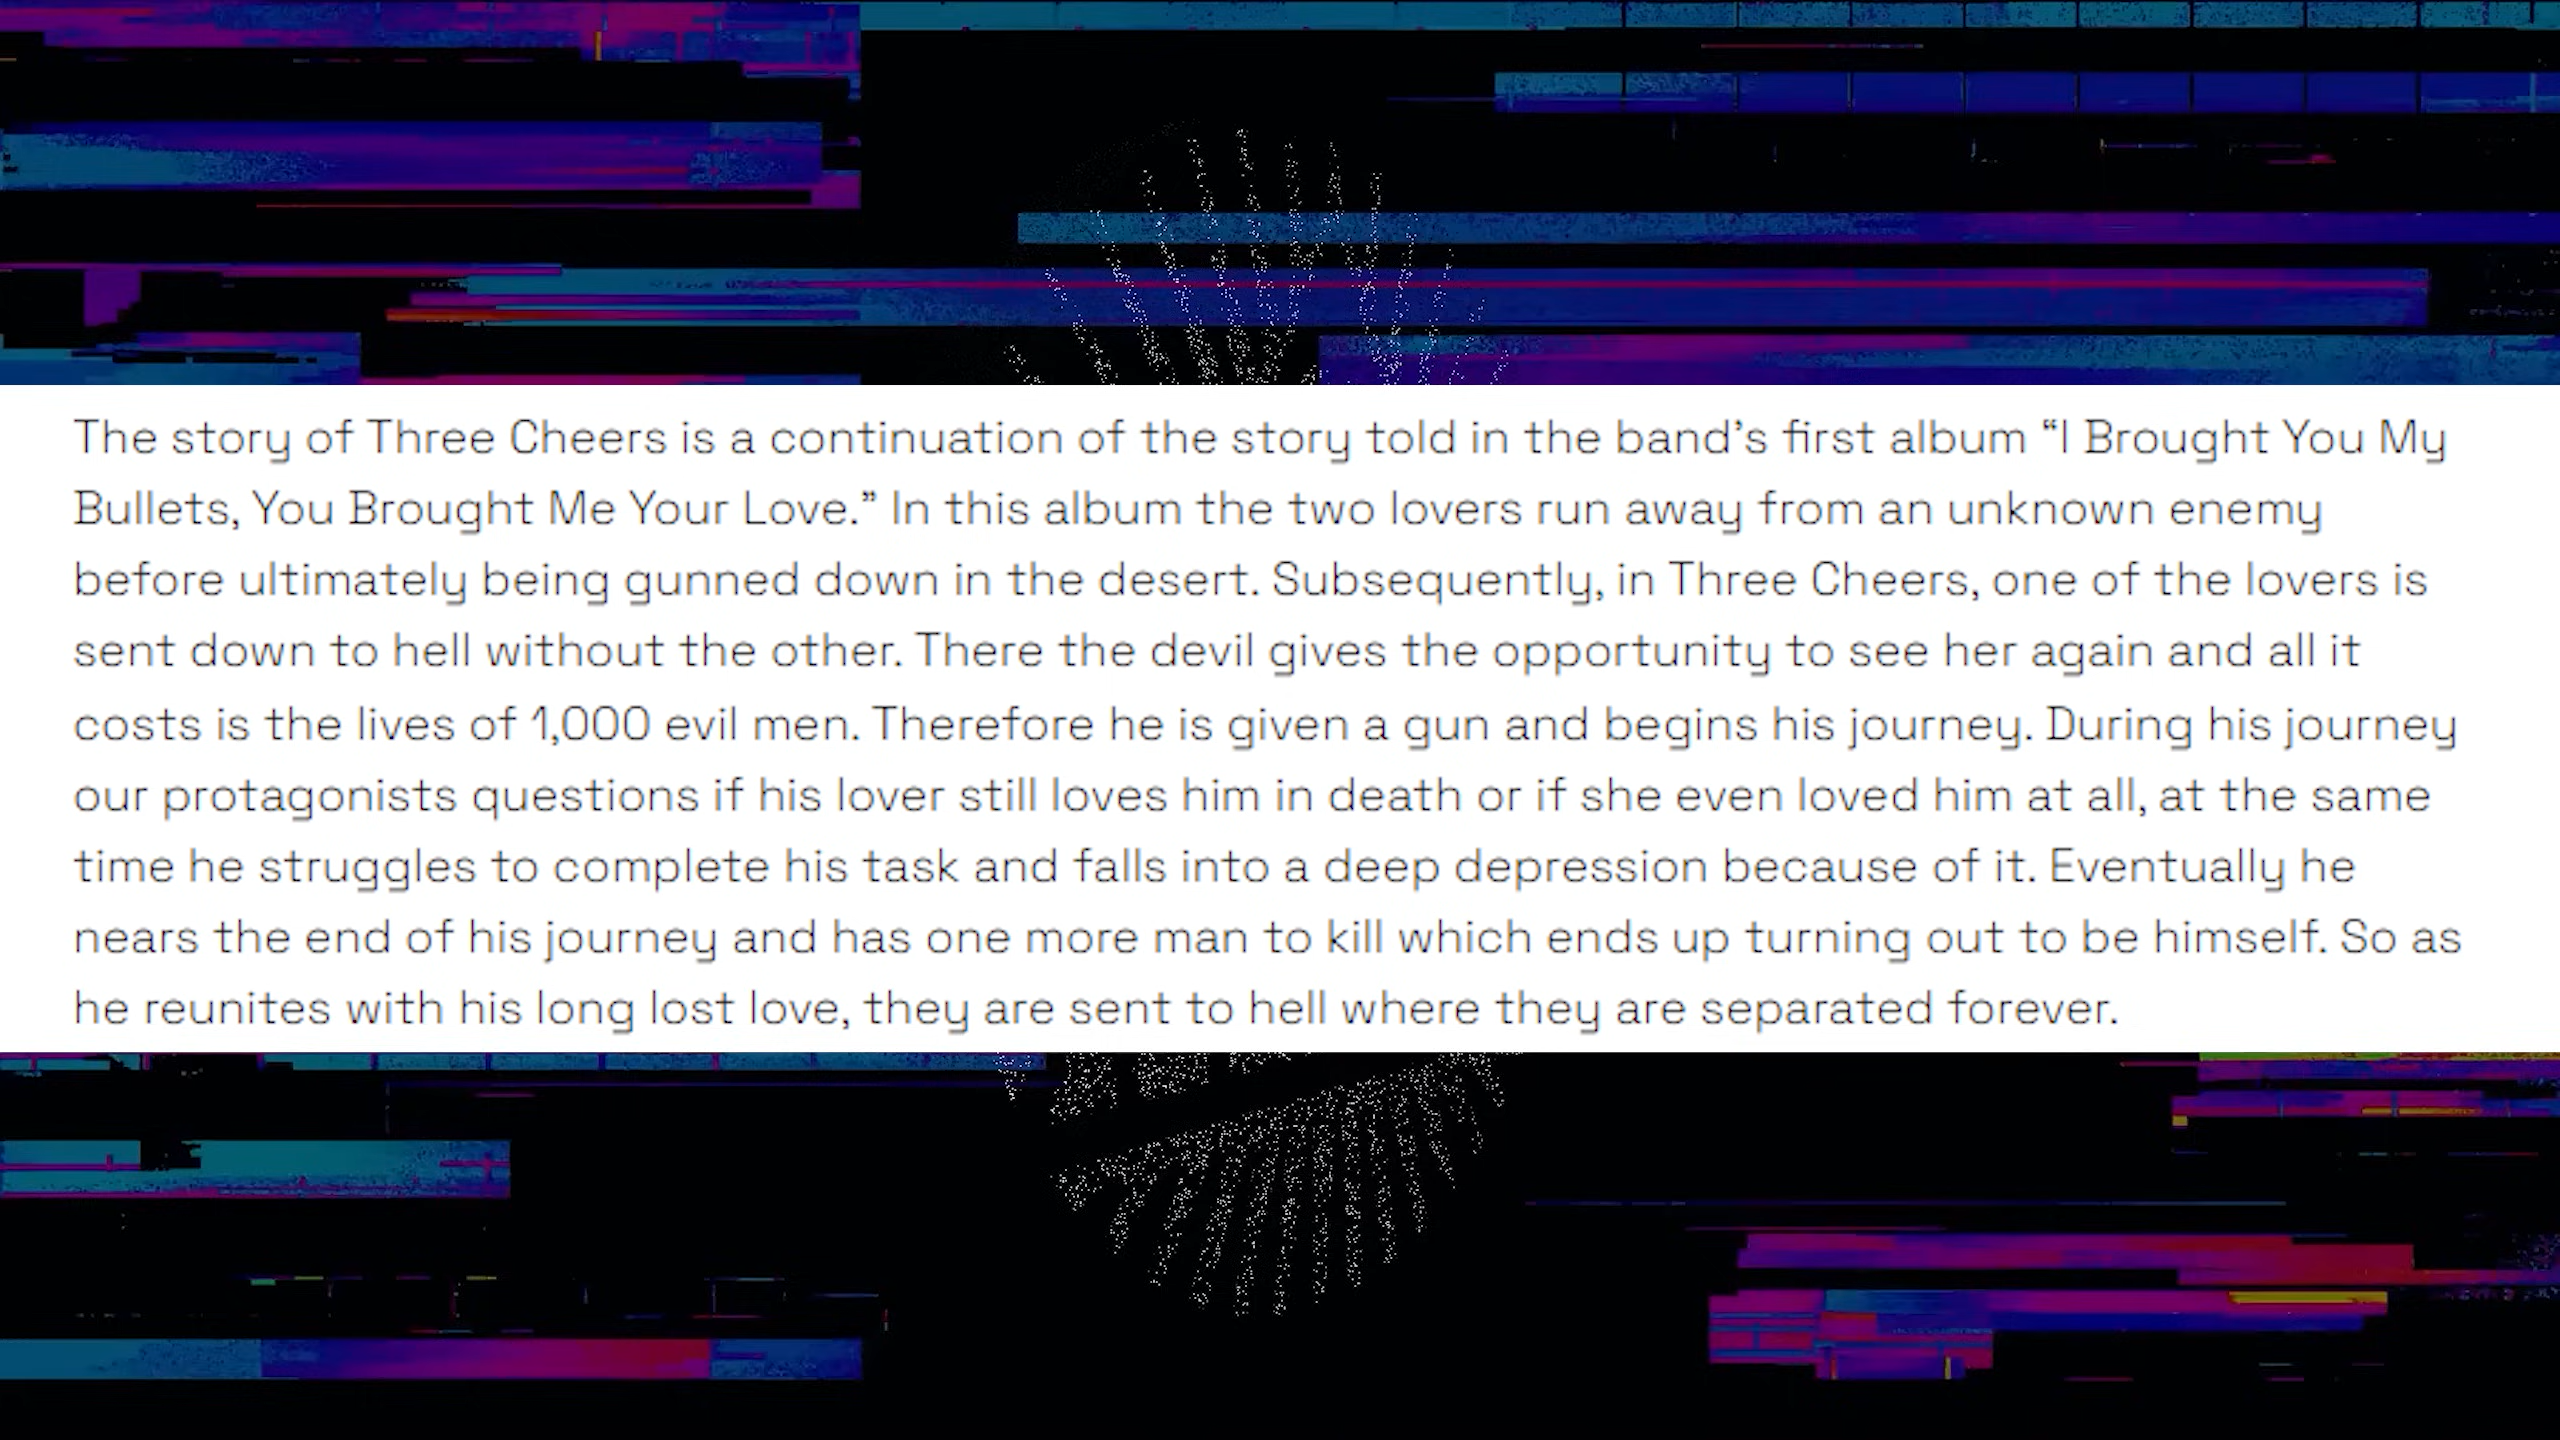 The story of Three Cheers is a continuation of the story told in the band’s first album “I Brought You My
Bullets, You Brought Me Your Love.” In this album the two lovers run away from an unknown enemy
before ultimately being gunned down in the desert. Subsequently, in Three Cheers, one of the lovers is
sent down to hell without the other. There the devil gives the opportunity to see her again and all it
costs is the lives of 1,000 evil men. Therefore he is given a gun and begins his journey. During his journey
our protagonists questions if his lover still loves him in death or if she even loved him at all, at the same
time he struggles to complete his task and falls into a deep depression because of it. Eventually he
nears the end of his journey and has one more man to kill which ends up turning out to be himself. So as
he reunites with his long lost love, they are sent to hell where they are separated forever.